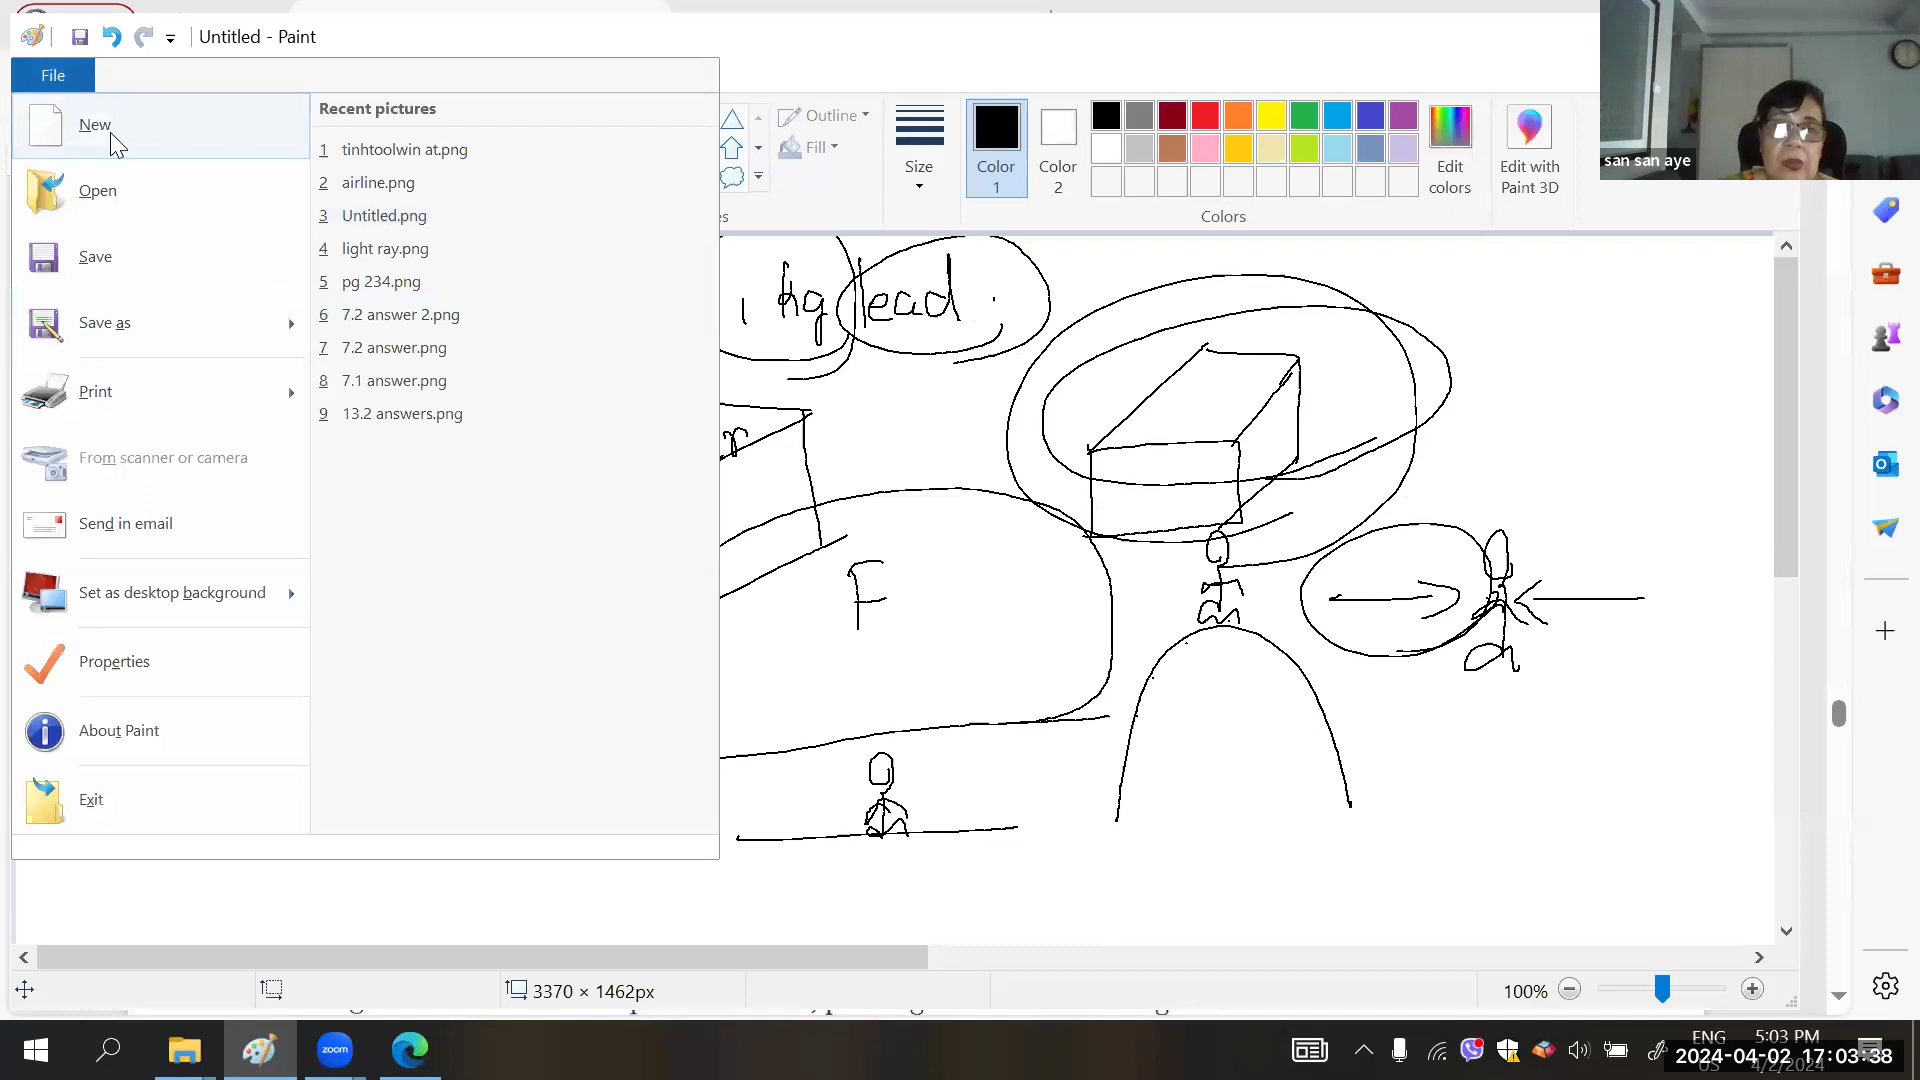 Untitled - Paint
File
New
Open
Save
Save as
Print
From scanner or camera
Send in email
Set as desktop background
Properties
About Paint
Exit
Recent pictures
1 tinhtoolwin at.png
2 airline.png
3 Untitled.png
4 light ray.png
5 pg 234.png
6 7.2 answer 2.png
7 7.2 answer.png
8 7.1 answer.png
9 13.2 answers.png
Outline
Fill
Size
Color 1
Color 2
Edit colors
Edit with Paint 3D
Colors
san san aye
kg lead
F
3370 × 1462px
100%
zoom
ENG
5:03 PM
2024-04-02 17:03:38